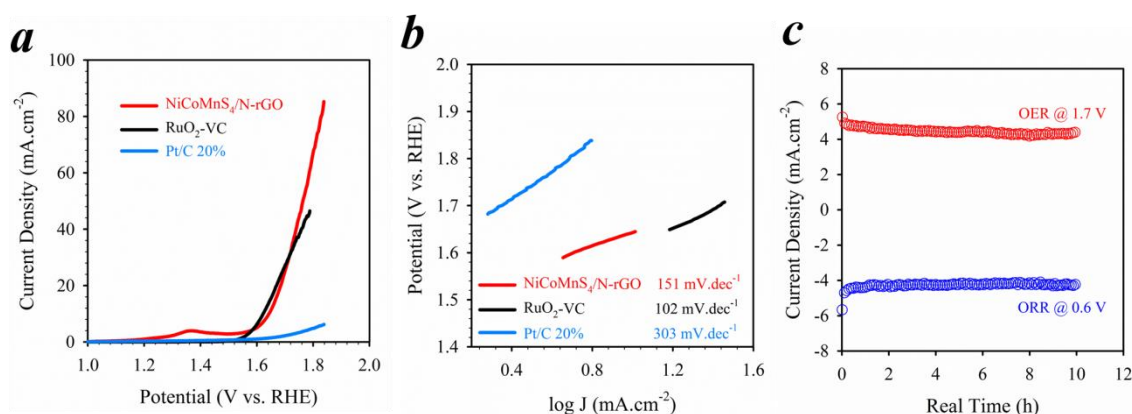 a
Current Density (mA.cm⁻²)
100
80
60
40
20
0
NiCoMnS₄/N-rGO
RuO₂-VC
Pt/C 20%
1.0 1.2 1.4 1.6 1.8 2.0
Potential (V vs. RHE)
b
Potential (V vs. RHE)
2.0
1.9
1.8
1.7
1.6
1.5
1.4
NiCoMnS₄/N-rGO 151 mV.dec⁻¹
RuO₂-VC 102 mV.dec⁻¹
Pt/C 20% 303 mV.dec⁻¹
0.4 0.8 1.2 1.6
log J (mA.cm⁻²)
c
Current Density (mA.cm⁻²)
8
6
4
2
0
-2
-4
-6
-8
OER @ 1.7 V
ORR @ 0.6 V
0 2 4 6 8 10 12
Real Time (h)